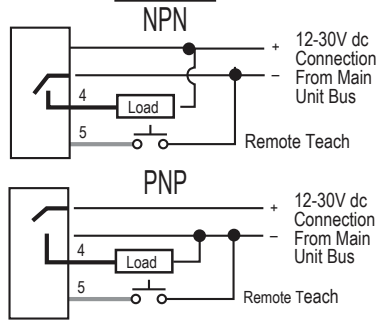 NPN
+
12-30V dc
Connection
–
From Main
Unit Bus
4
Load
5
Remote Teach
PNP
+
12-30V dc
Connection
–
From Main
Unit Bus
4
Load
5
Remote Teach